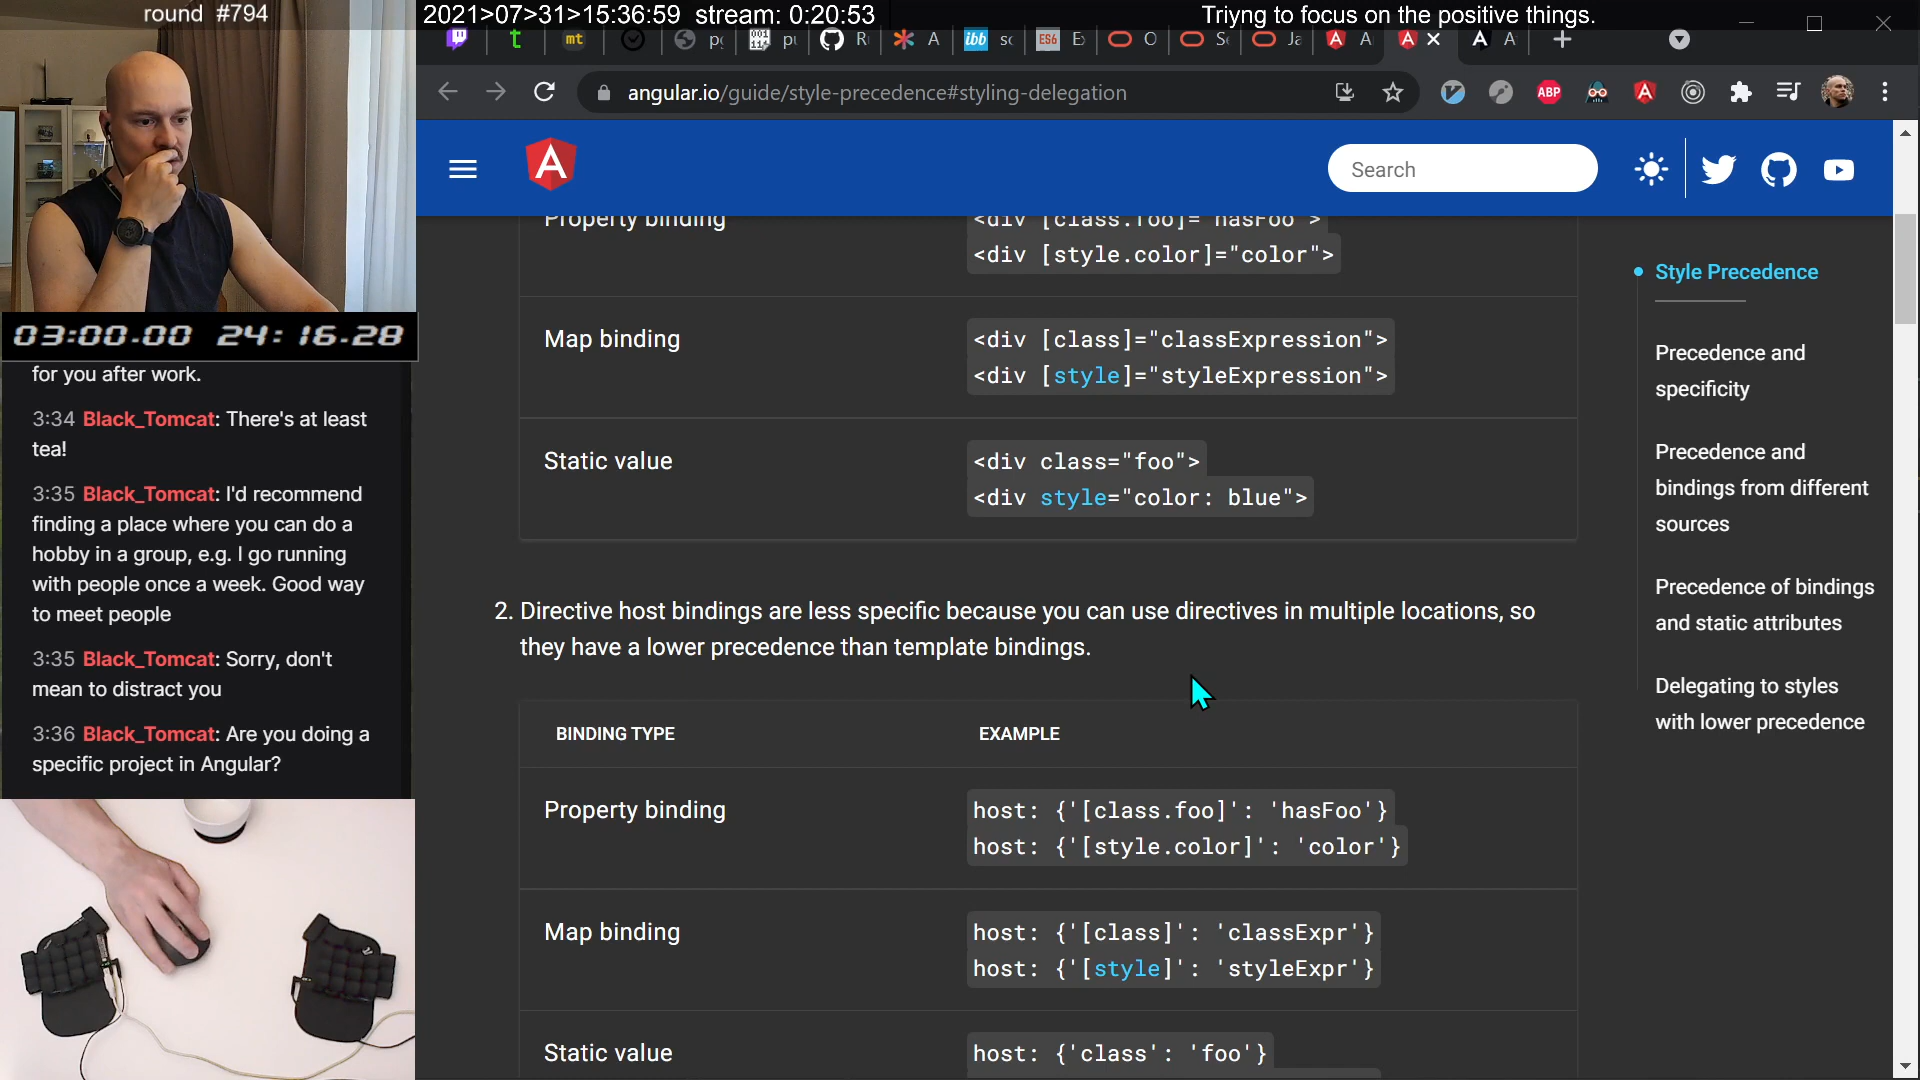 round #794
2021>07>31>15:36:59 stream: 0:20:53
Triyng to focus on the positive things.
angular.io/guide/style-precedence#styling-delegation
ABP
Search
03:00.00 24:16.28
for you after work.
3:34 Black_Tomcat: There's at least
tea!
3:35 Black_Tomcat: I'd recommend
finding a place where you can do a
hobby in a group, e.g. I go running
with people once a week. Good way
to meet people
3:35 Black_Tomcat: Sorry, don't
mean to distract you
3:36 Black_Tomcat: Are you doing a
specific project in Angular?
Property binding
<div [class.foo]="hasFoo">
<div [style.color]="color">
Map binding
<div [class]="classExpression">
<div [style]="styleExpression">
Static value
<div class="foo">
<div style="color: blue">
2. Directive host bindings are less specific because you can use directives in multiple locations, so
they have a lower precedence than template bindings.
BINDING TYPE
EXAMPLE
Property binding
host: {'[class.foo]': 'hasFoo'}
host: {'[style.color]': 'color'}
Map binding
host: {'[class]': 'classExpr'}
host: {'[style]': 'styleExpr'}
Static value
host: {'class': 'foo'}
Style Precedence
Precedence and
specificity
Precedence and
bindings from different
sources
Precedence of bindings
and static attributes
Delegating to styles
with lower precedence